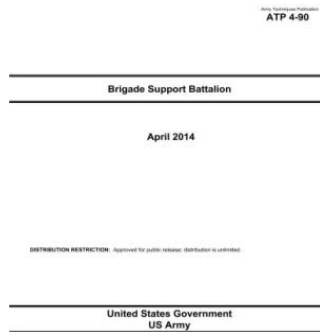 Army Techniques Publication
ATP 4-90
Brigade Support Battalion
April 2014
DISTRIBUTION RESTRICTION: Approved for public release; distribution is unlimited.
United States Government
US Army